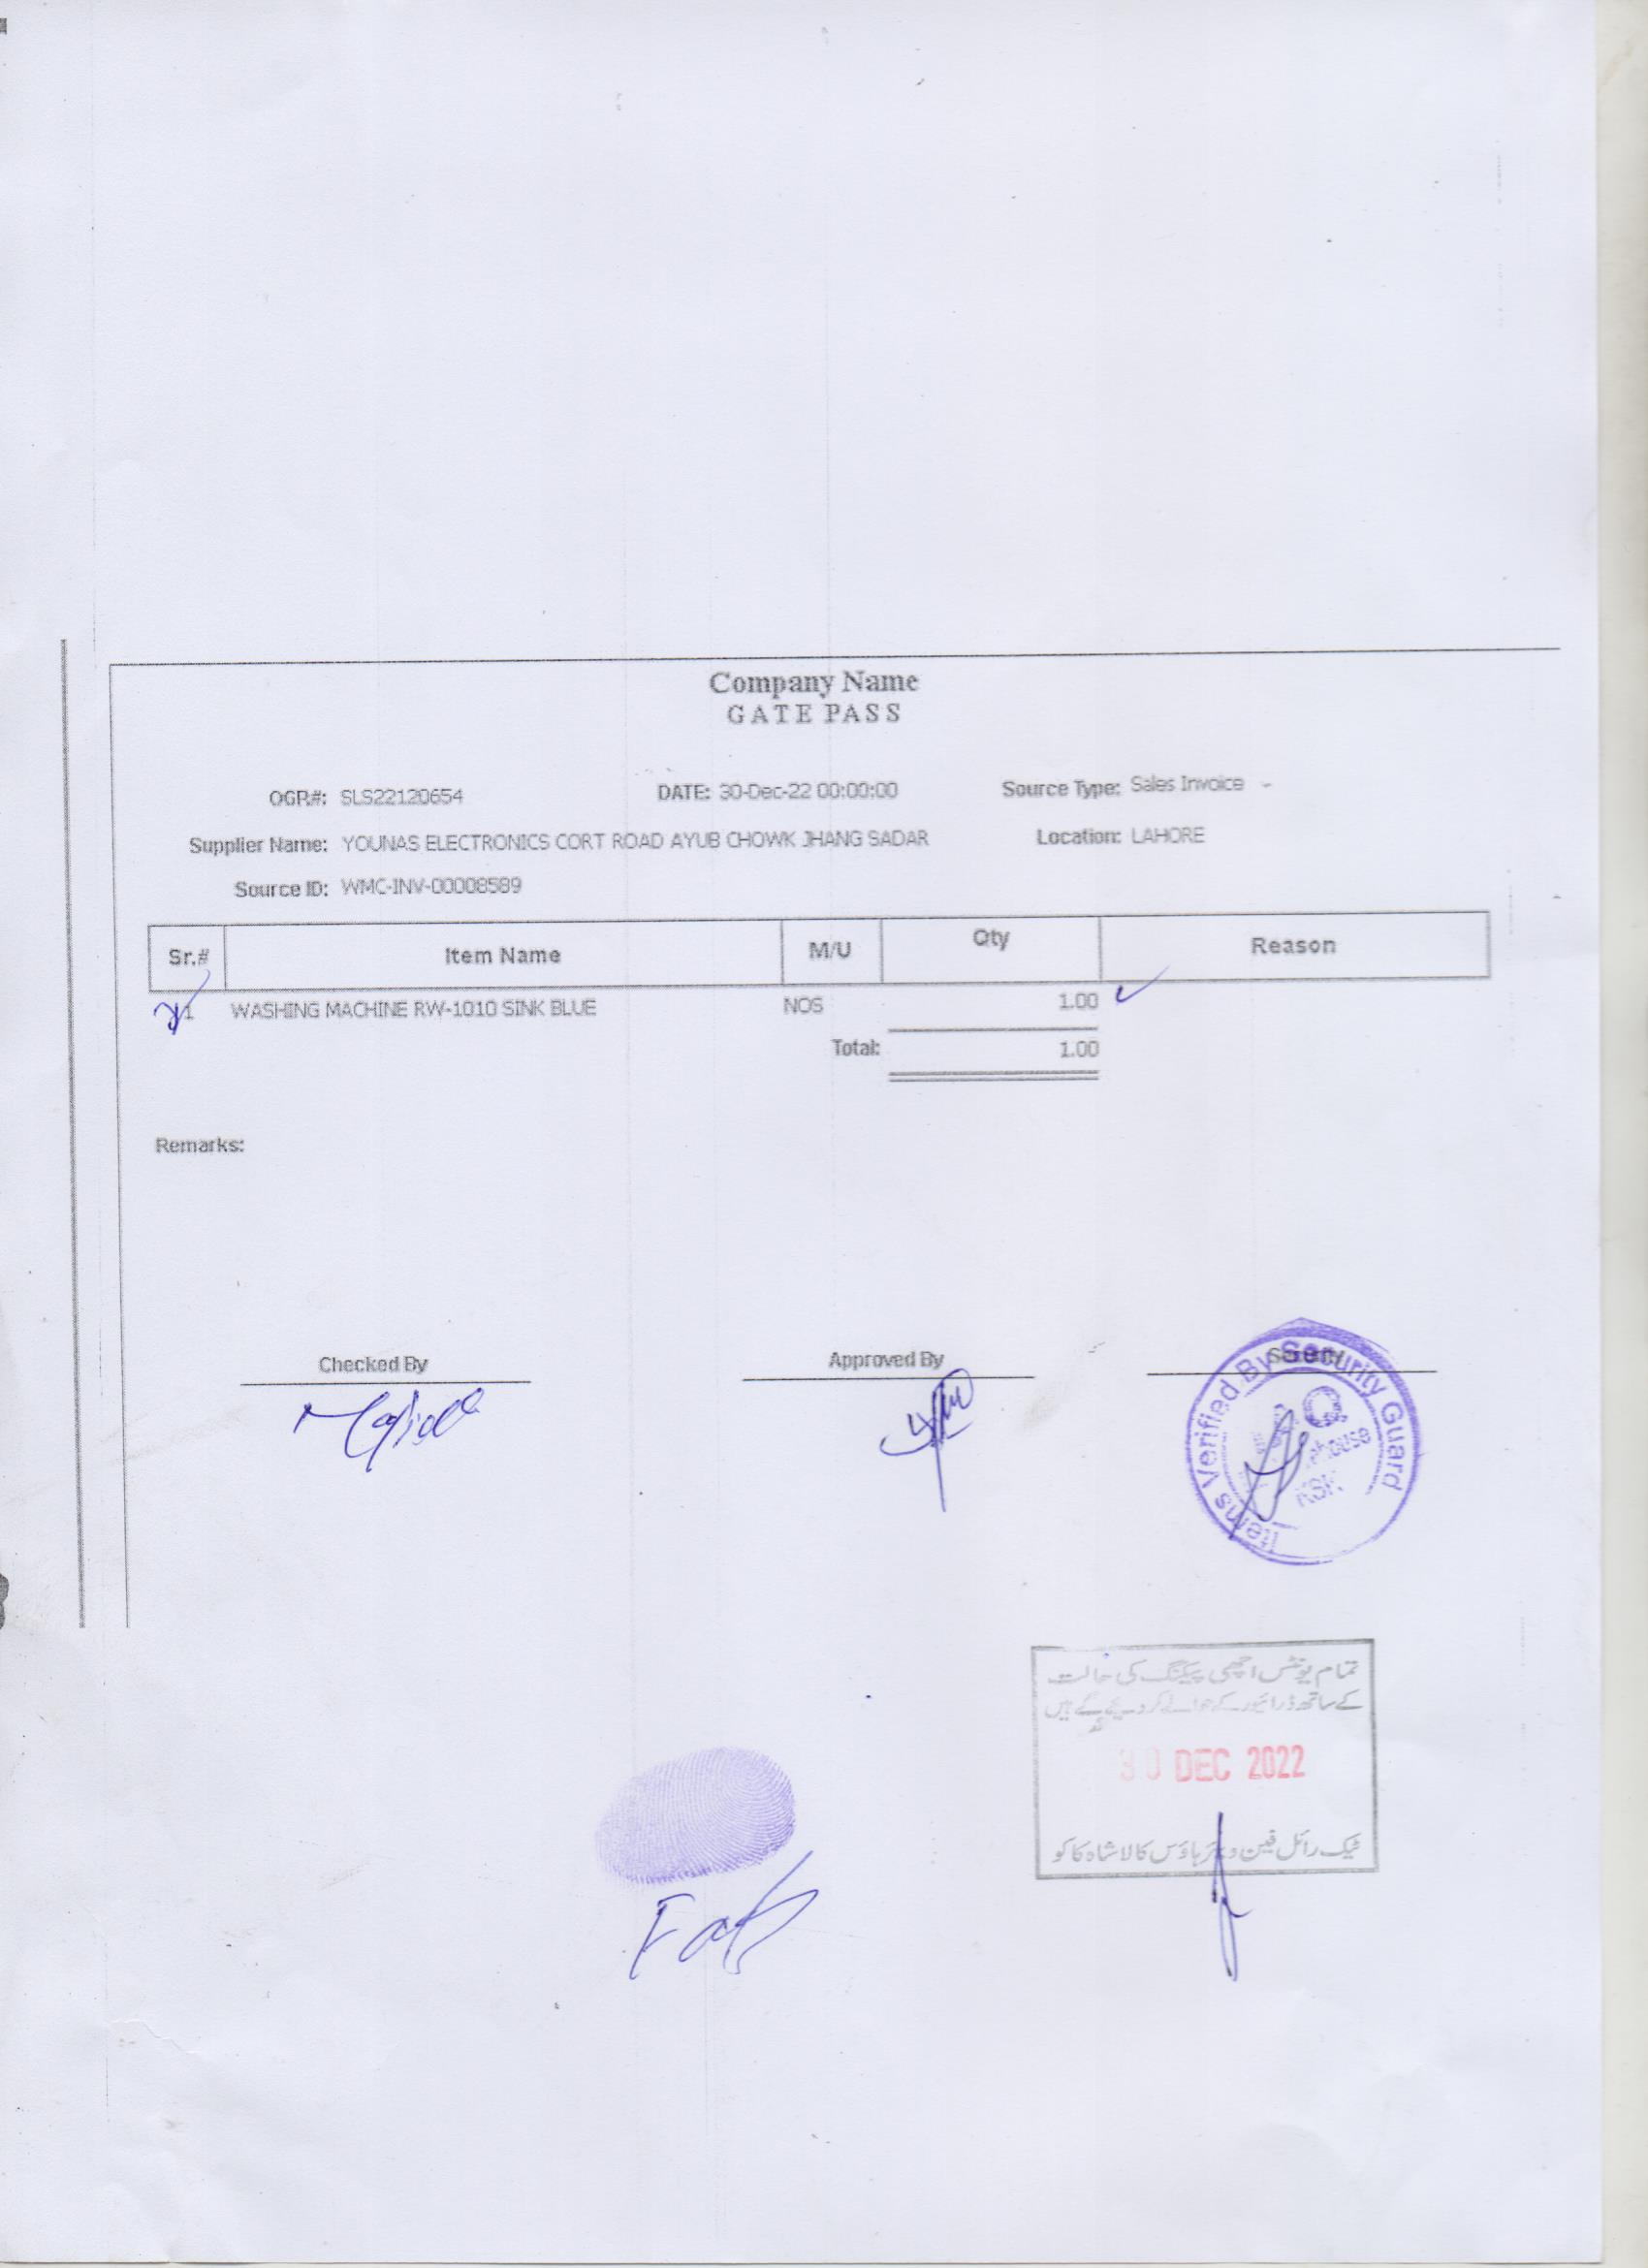 Company Name
GATE PASS
OGP.#: SLS22120654 DATE: 30-Dec-22 00:00:00 Source Type: Sales Invoice -
Supplier Name: YOUNAS ELECTRONICS CORT ROAD AYUB CHOWK JHANG SADAR Location: LAHORE
Source ID: WMC-INV-00008589
Sr.# Item Name M/U Qty Reason
1 WASHING MACHINE RW-1010 SINK BLUE NOS 1.00
Total: 1.00
Remarks:
Checked By Approved By Security
Items Verified By Security Guard
KSK
تمام یونٹس اچھی پیکنگ کی حالت
کے ساتھ ڈرائیور کے حوالے کر دیئے گئے ہیں
30 DEC 2022
ٹیک رائل فین ویئر ہاؤس کالا شاہ کاکو